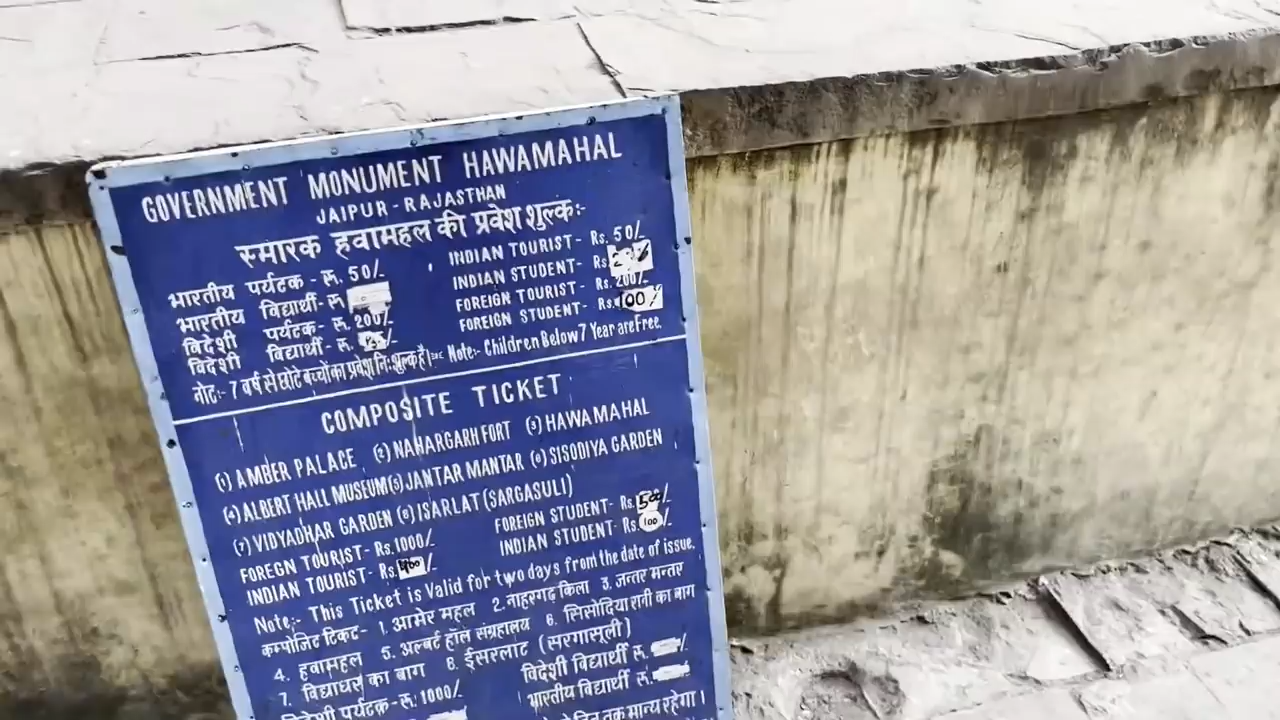 GOVERNMENT MONUMENT HAWAMAHAL
JAIPUR-RAJASTHAN
स्मारक हवामहल की प्रवेश शुल्कः-
भारतीय पर्यटक - रू. 50/-
भारतीय विद्यार्थी- रू
विदेशी पर्यटक - रू. 200/-
विदेशी विद्यार्थी - रू.
INDIAN TOURIST- Rs. 50/-
INDIAN STUDENT- Rs
FOREIGN TOURIST- Rs. 200/-
FOREIGN STUDENT- Rs. 100/-
नोटः- 7 वर्ष से छोटे बच्चों का प्रवेश निःशुल्क है। Note:- Children Below 7 Year are Free.
COMPOSITE TICKET
(1) AMBER PALACE (2) NAHARGARH FORT (3) HAWAMAHAL
(4) ALBERT HALL MUSEUM (5) JANTAR MANTAR (6) SISODIYA GARDEN
(7) VIDYADHAR GARDEN (8) ISARLAT (SARGASULI)
FOREGN TOURIST- Rs. 1000/-
INDIAN TOURIST- Rs.
FOREIGN STUDENT- Rs.
INDIAN STUDENT- Rs. 100/-
Note:- This Ticket is Valid for two days from the date of issue.
कम्पोजिट टिकट- 1. आमेर महल 2. नाहरगढ़ किला 3. जन्तर मन्तर
4. हवामहल 5. अल्बर्ट हॉल संग्रहालय 6. सिसोदिया रानी का बाग
7. विद्याधर का बाग 8. ईसरलाट (सरगासूली)
विदेशी पर्यटक - रू. 1000/-
विदेशी विद्यार्थी रू.
भारतीय विद्यार्थी रू.
दिन तक मान्य रहेगा।